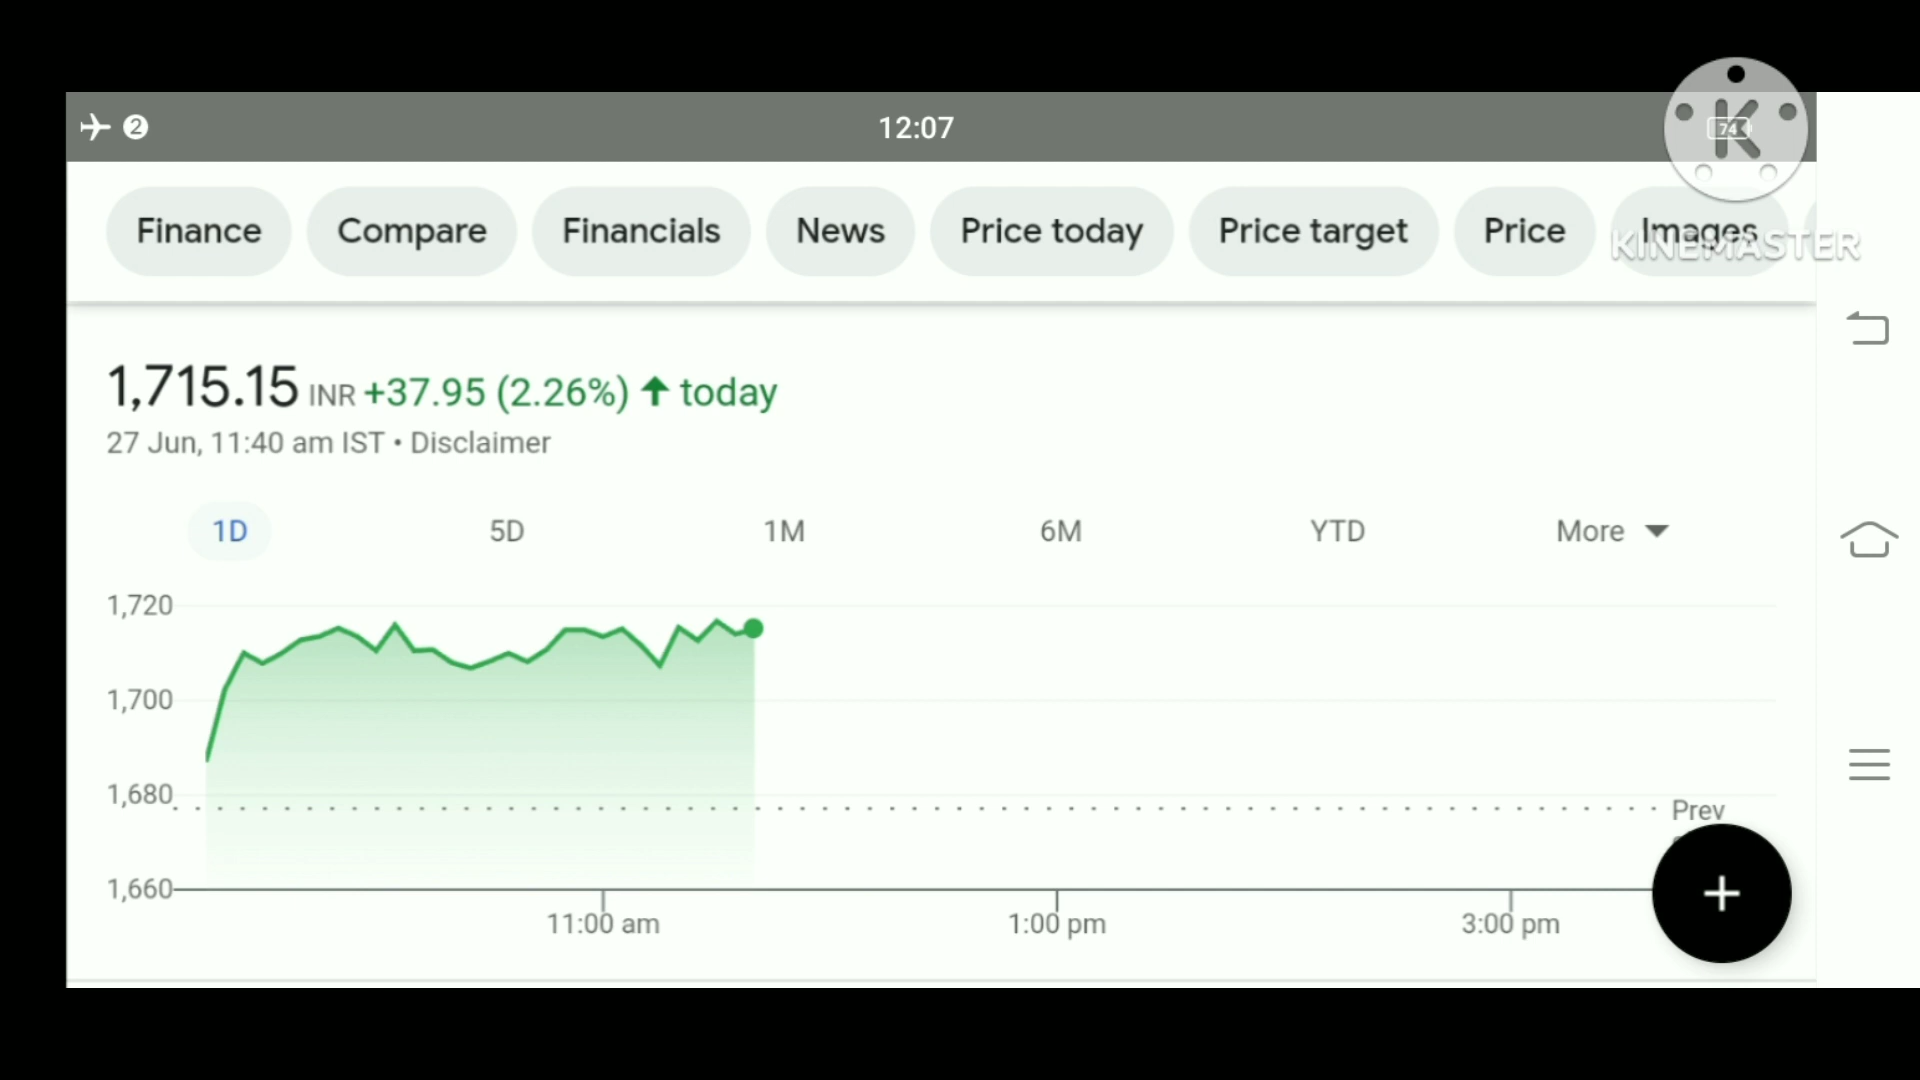 2
12:07
74
K
Finance Compare Financials News Price today Price target Price Images
KINEMASTER
1,715.15 INR +37.95 (2.26%) ↑ today
27 Jun, 11:40 am IST • Disclaimer
1D 5D 1M 6M YTD More
1,720
1,700
1,680
Prev
1,660
11:00 am 1:00 pm 3:00 pm
+